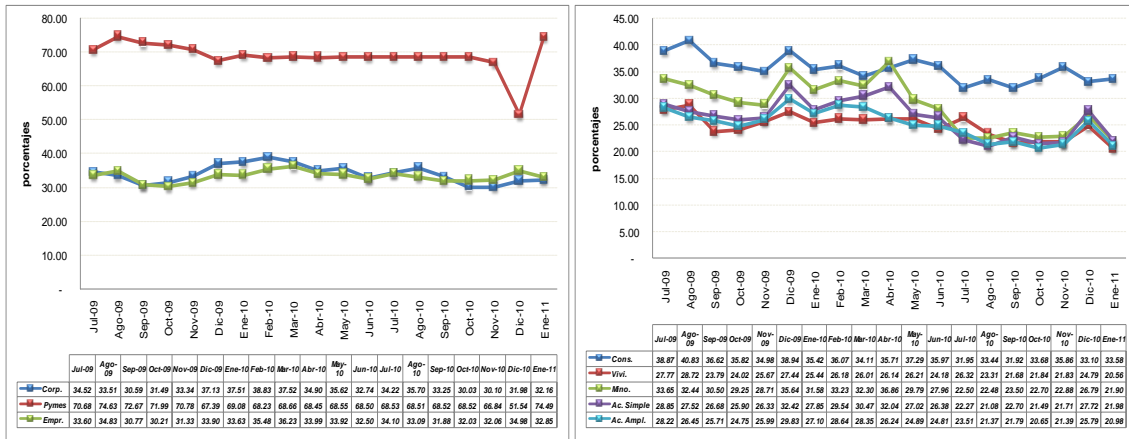 80.00
70.00
60.00
50.00
40.00
30.00
20.00
10.00
-
porcentajes
Jul-09 Ago-09 Sep-09 Oct-09 Nov-09 Dic-09 Ene-10 Feb-10 Mar-10 Abr-10 May-10 Jun-10 Jul-10 Ago-10 Sep-10 Oct-10 Nov-10 Dic-10 Ene-11
Jul-09 Ago-09 Sep-09 Oct-09 Nov-09 Dic-09 Ene-10 Feb-10 Mar-10 Abr-10 May-10 Jun-10 Jul-10 Ago-10 Sep-10 Oct-10 Nov-10 Dic-10 Ene-11
Corp. 34.52 33.51 30.59 31.49 33.34 37.13 37.51 38.83 37.52 34.90 35.62 32.74 34.22 35.70 33.25 30.03 30.10 31.98 32.16
Pymes 70.68 74.63 72.67 71.99 70.78 67.39 69.08 68.23 68.66 68.45 68.55 68.50 68.53 68.51 68.52 68.52 66.84 51.54 74.49
Empr. 33.60 34.83 30.77 30.21 31.33 33.90 33.63 35.48 36.23 33.99 33.92 32.50 34.10 33.09 31.88 32.03 32.06 34.98 32.85
45.00
40.00
35.00
30.00
25.00
20.00
15.00
10.00
5.00
-
porcentajes
Jul-09 Ago-09 Sep-09 Oct-09 Nov-09 Dic-09 Ene-10 Feb-10 Mar-10 Abr-10 May-10 Jun-10 Jul-10 Ago-10 Sep-10 Oct-10 Nov-10 Dic-10 Ene-11
Jul-09 Ago-09 Sep-09 Oct-09 Nov-09 Dic-09 Ene-10 Feb-10 Mar-10 Abr-10 May-10 Jun-10 Jul-10 Ago-10 Sep-10 Oct-10 Nov-10 Dic-10 Ene-11
Cons. 38.87 40.83 36.62 35.82 34.98 38.94 35.42 36.07 34.11 35.71 37.29 35.97 31.95 33.44 31.92 33.68 35.86 33.10 33.58
Vivi. 27.77 28.72 23.79 24.02 25.67 27.44 25.44 26.18 26.01 26.14 26.21 24.18 26.32 23.31 21.68 21.84 21.83 24.79 20.56
Mino. 33.65 32.44 30.50 29.25 28.71 35.64 31.58 33.23 32.30 36.86 29.79 27.96 22.50 22.48 23.50 22.70 22.88 26.79 21.90
Ac. Simple 28.85 27.52 26.68 25.90 26.33 32.42 27.85 29.54 30.47 32.04 27.02 26.38 22.27 21.08 22.70 21.49 21.71 27.72 21.98
Ac. Ampl. 28.22 26.45 25.71 24.75 25.99 29.83 27.10 28.64 28.35 26.24 24.89 24.81 23.51 21.37 21.79 20.65 21.39 25.79 20.98